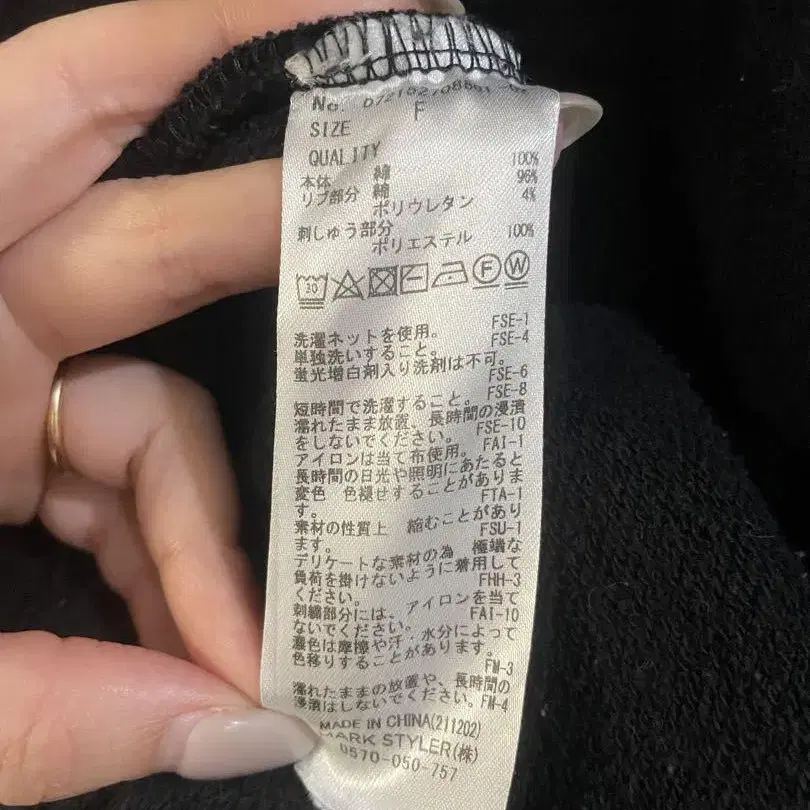 No.
SIZE F
QUALITY
本体 綿 100%
リブ部分 綿 96%
ポリウレタン 4%
刺しゅう部分
ポリエステル 100%
30 F W
洗濯ネットを使用。 FSE-1
単独洗いすること。 FSE-4
蛍光増白剤入り洗剤は不可。
FSE-6
短時間で洗濯すること。 FSE-8
濡れたまま放置、長時間の浸漬
をしないでください。 FSE-10
アイロンは当て布使用。 FAI-1
長時間の日光や照明にあたると
変色 色褪せすることがありま
す。 FTA-1
素材の性質上 縮むことがあり
ます。 FSU-1
デリケートな素材の為 極端な
負荷を掛けないように着用して
ください。 FHH-3
刺繍部分には、アイロンを当て
ないでください。 FAI-10
濃色は摩擦や汗・水分によって
色移りすることがあります。
FM-3
濡れたままの放置や、長時間の
浸漬はしないでください。FM-4
MADE IN CHINA(211202)
MARK STYLER(株)
0570-050-757